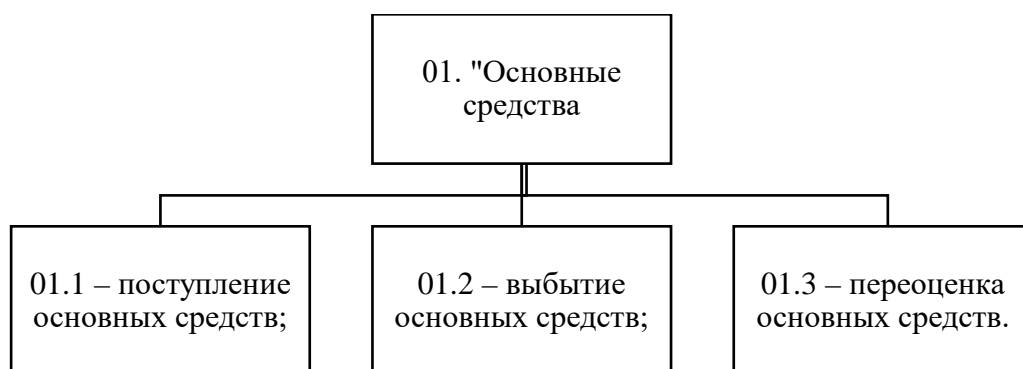 01. "Основные
средства
01.1 – поступление
основных средств;
01.2 – выбытие
основных средств;
01.3 – переоценка
основных средств.